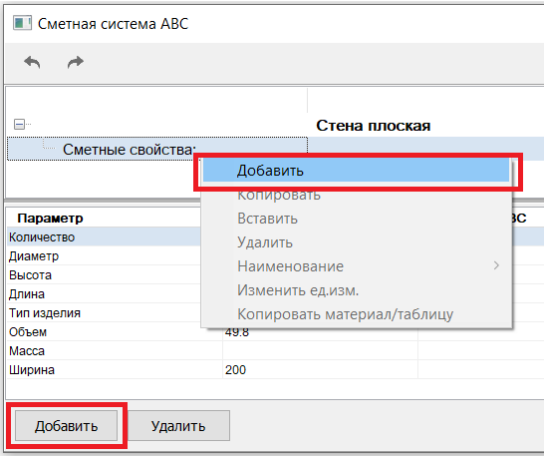 Сметная система ABC
Стена плоская
Сметные свойства:
Добавить
Копировать
Вставить
Удалить
Наименование
Изменить ед.изм.
Копировать материал/таблицу
Параметр
ВС
Количество
Диаметр
Высота
Длина
Тип изделия
Объем 49.8
Масса
Ширина 200
Добавить Удалить